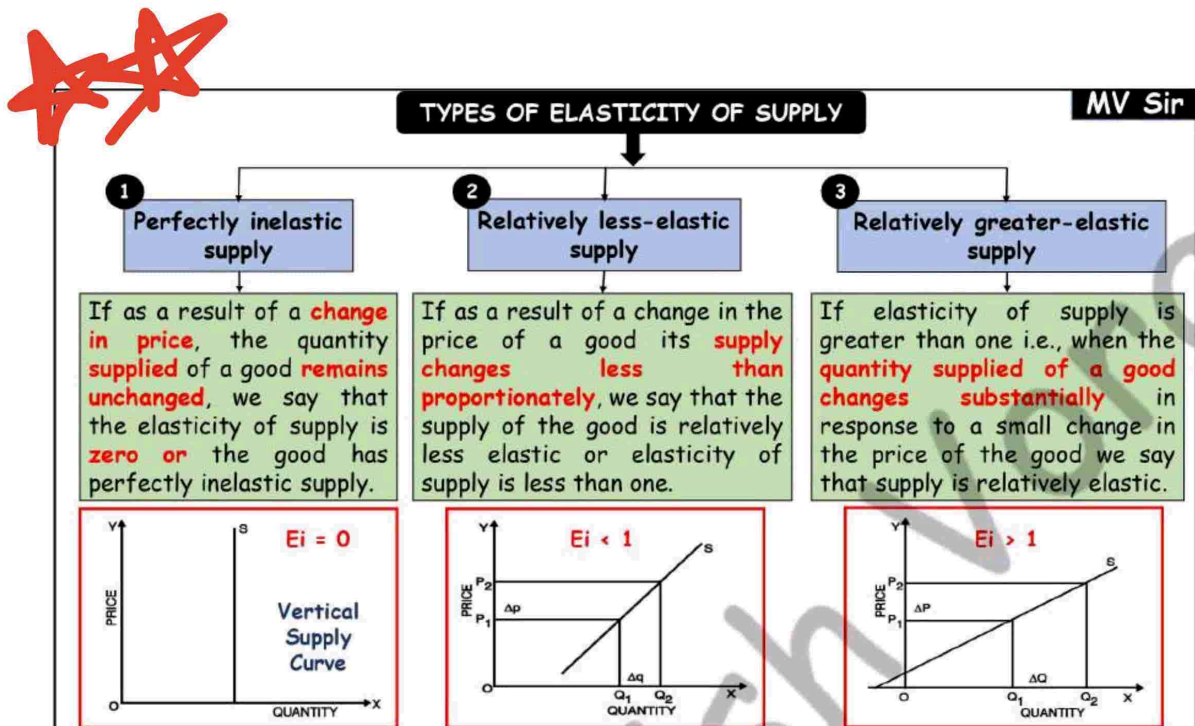 TYPES OF ELASTICITY OF SUPPLY
MV Sir
1
Perfectly inelastic
supply
If as a result of a change
in price, the quantity
supplied of a good remains
unchanged, we say that
the elasticity of supply is
zero or the good has
perfectly inelastic supply.
Y
PRICE
S
Ei = 0
Vertical
Supply
Curve
O
QUANTITY
X
2
Relatively less-elastic
supply
If as a result of a change in the
price of a good its supply
changes less than
proportionately, we say that the
supply of the good is relatively
less elastic or elasticity of
supply is less than one.
Y
Ei < 1
S
PRICE
P2
Δp
P1
O
Δq
Q1 Q2 X
QUANTITY
3
Relatively greater-elastic
supply
If elasticity of supply is
greater than one i.e., when the
quantity supplied of a good
changes substantially in
response to a small change in
the price of the good we say
that supply is relatively elastic.
Y
Ei > 1
S
PRICE
P2
ΔP
P1
O
ΔQ
Q1 Q2 X
QUANTITY